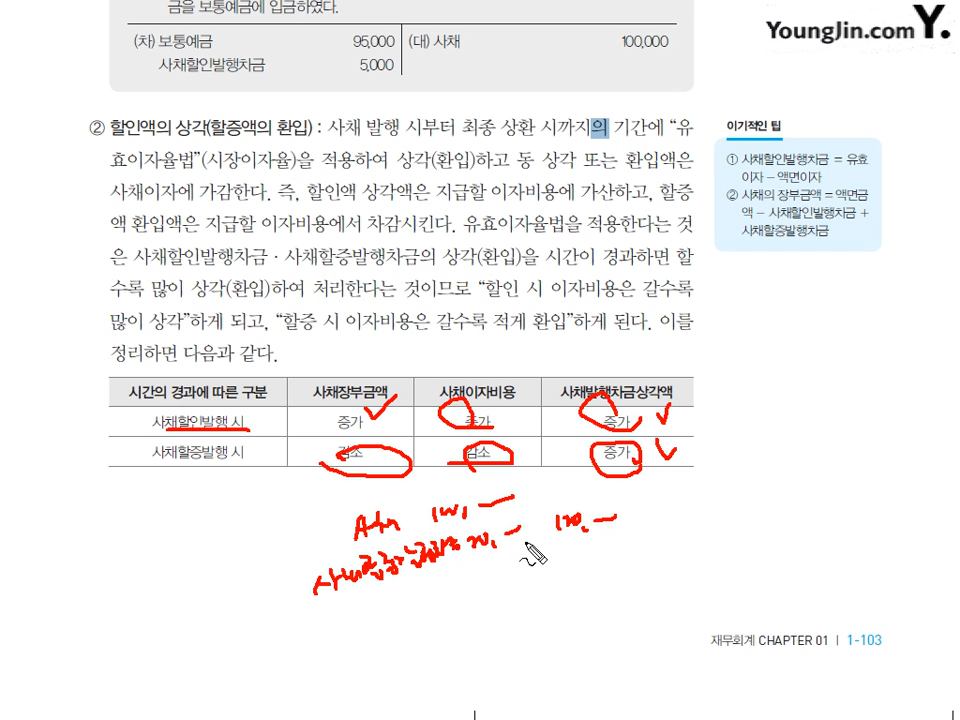 금을 보통예금에 입금하였다.
YoungJin.com Y.
(차) 보통예금 95,000 (대) 사채 100,000
사채할인발행차금 5,000
② 할인액의 상각(할증액의 환입) : 사채 발행 시부터 최종 상환 시까지의 기간에 “유
효이자율법”(시장이자율)을 적용하여 상각(환입)하고 동 상각 또는 환입액은
사채이자에 가감한다. 즉, 할인액 상각액은 지급할 이자비용에 가산하고, 할증
액 환입액은 지급할 이자비용에서 차감시킨다. 유효이자율법을 적용한다는 것
은 사채할인발행차금 · 사채할증발행차금의 상각(환입)을 시간이 경과하면 할
수록 많이 상각(환입)하여 처리한다는 것이므로 “할인 시 이자비용은 갈수록
많이 상각”하게 되고, “할증 시 이자비용은 갈수록 적게 환입”하게 된다. 이를
정리하면 다음과 같다.
이기적인 팁
① 사채할인발행차금 = 유효
이자 - 액면이자
② 사채의 장부금액 = 액면금
액 - 사채할인발행차금 +
사채할증발행차금
시간의 경과에 따른 구분 사채장부금액 사채이자비용 사채발행차금상각액
사채할인발행 시 증가 증가 증가
사채할증발행 시 감소 감소 증가
재무회계 CHAPTER 01 | 1-103